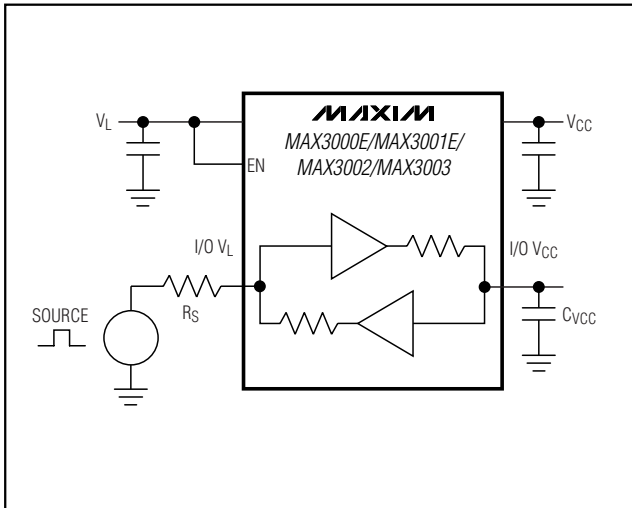 MAXIM
MAX3000E/MAX3001E/
MAX3002/MAX3003
VL
VCC
EN
I/O VL
I/O VCC
RS
SOURCE
CVCC